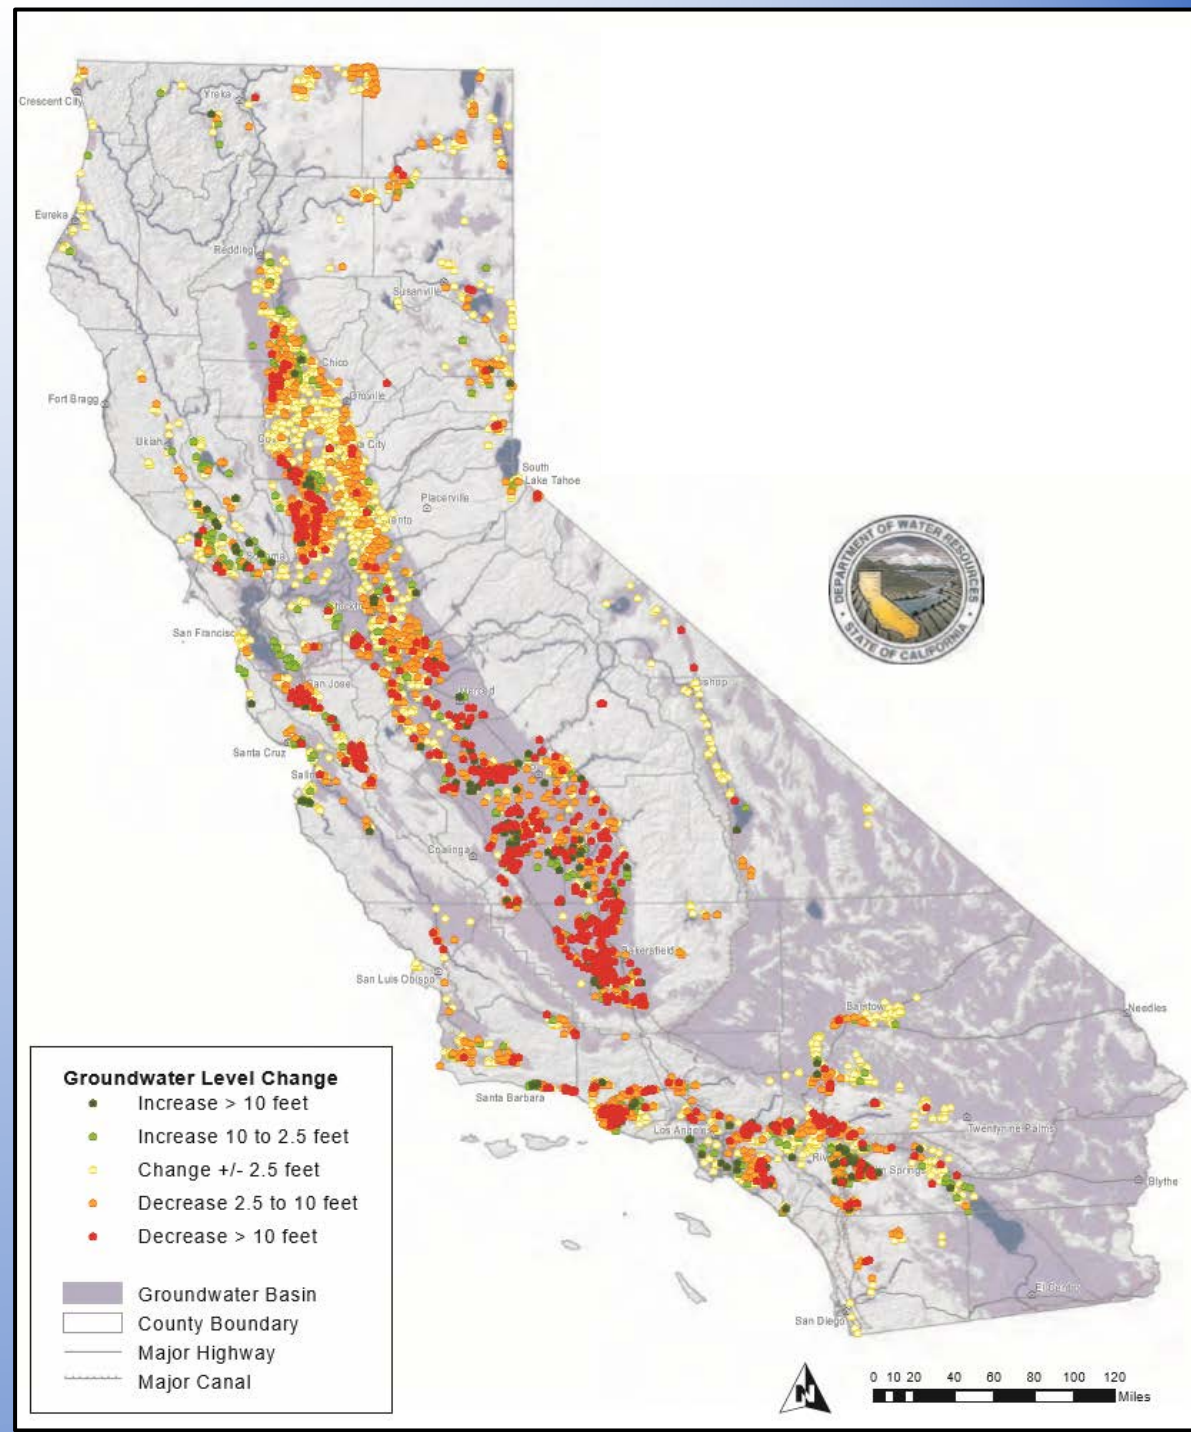 Crescent City
Yreka
Eureka
Redding
Susanville
Chico
Fort Bragg
Oroville
Ukiah
City
South
Lake Tahoe
Placerville
DEPARTMENT OF WATER RESOURCES
STATE OF CALIFORNIA
San Francisco
San Jose
Merced
Santa Cruz
Coalinga
Bakersfield
San Luis Obispo
Barstow
Needles
Santa Barbara
Los Angeles
Twentynine Palms
Springs
Blythe
El Centro
San Diego
Groundwater Level Change
Increase > 10 feet
Increase 10 to 2.5 feet
Change +/- 2.5 feet
Decrease 2.5 to 10 feet
Decrease > 10 feet
Groundwater Basin
County Boundary
Major Highway
Major Canal
N
0 10 20 40 60 80 100 120
Miles